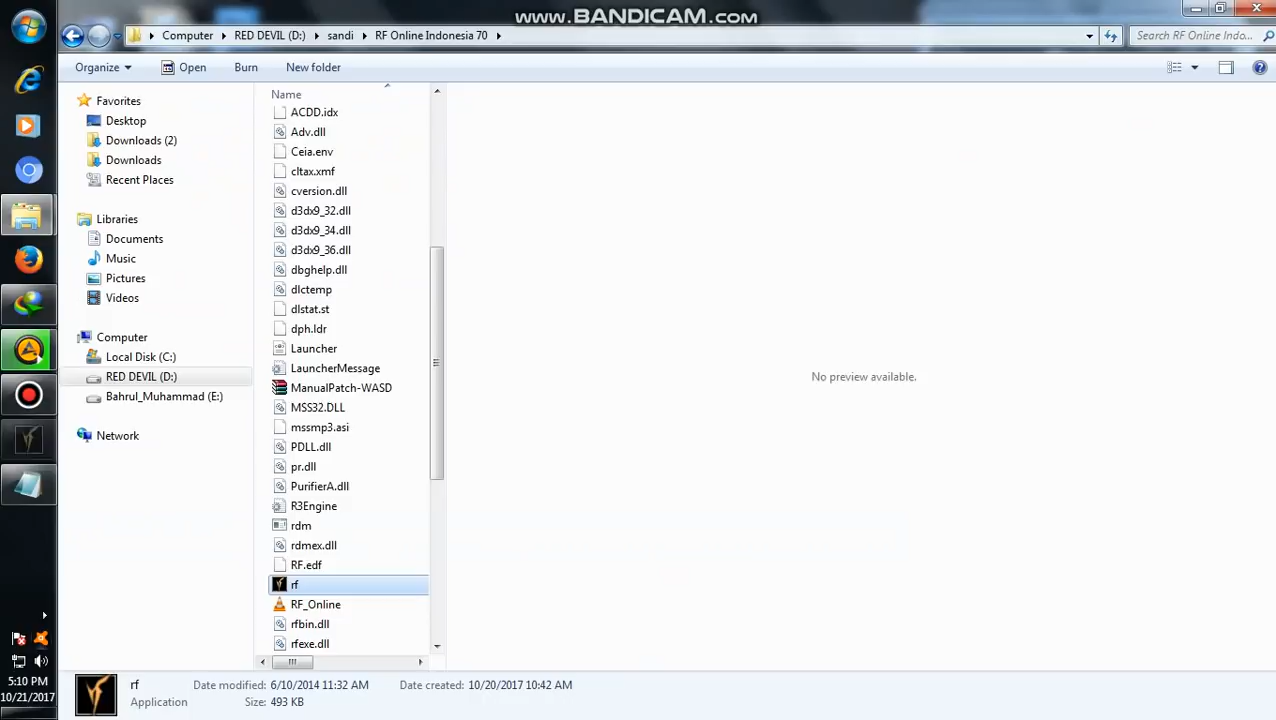 www.BANDICAM.com
Computer RED DEVIL (D:) sandi RF Online Indonesia 70
Search RF Online Indo...
Organize Open Burn New folder
Favorites
Desktop
Downloads (2)
Downloads
Recent Places
Libraries
Documents
Music
Pictures
Videos
Computer
Local Disk (C:)
RED DEVIL (D:)
Bahrul_Muhammad (E:)
Network
Name
ACDD.idx
Adv.dll
Ceia.env
cltax.xmf
cversion.dll
d3dx9_32.dll
d3dx9_34.dll
d3dx9_36.dll
dbghelp.dll
dlctemp
dlstat.st
dph.ldr
Launcher
LauncherMessage
ManualPatch-WASD
MSS32.DLL
mssmp3.asi
PDLL.dll
pr.dll
PurifierA.dll
R3Engine
rdm
rdmex.dll
RF.edf
rf
RF_Online
rfbin.dll
rfexe.dll
No preview available.
rf Date modified: 6/10/2014 11:32 AM Date created: 10/20/2017 10:42 AM
Application Size: 493 KB
5:10 PM
10/21/2017